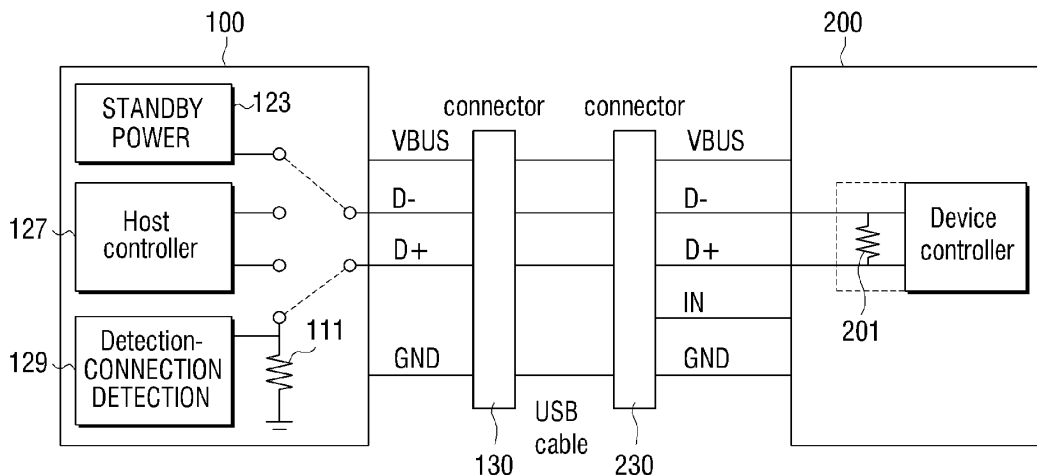 100
200
STANDBY
POWER
123
connector
connector
VBUS
VBUS
D-
D-
127
Host
controller
D+
D+
Device
controller
IN
201
129
Detection-
CONNECTION
DETECTION
111
GND
GND
USB
cable
130
230